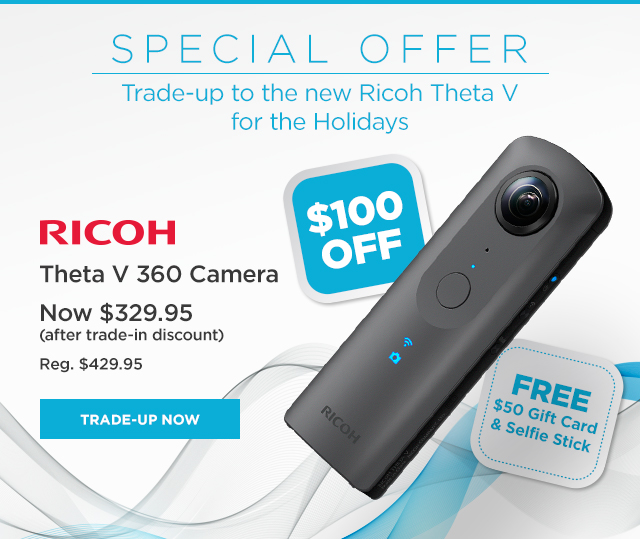 SPECIAL OFFER
Trade-up to the new Ricoh Theta V
for the Holidays
$100
OFF
RICOH
Theta V 360 Camera
Now $329.95
(after trade-in discount)
Reg. $429.95
TRADE-UP NOW
RICOH
FREE
$50 Gift Card
& Selfie Stick